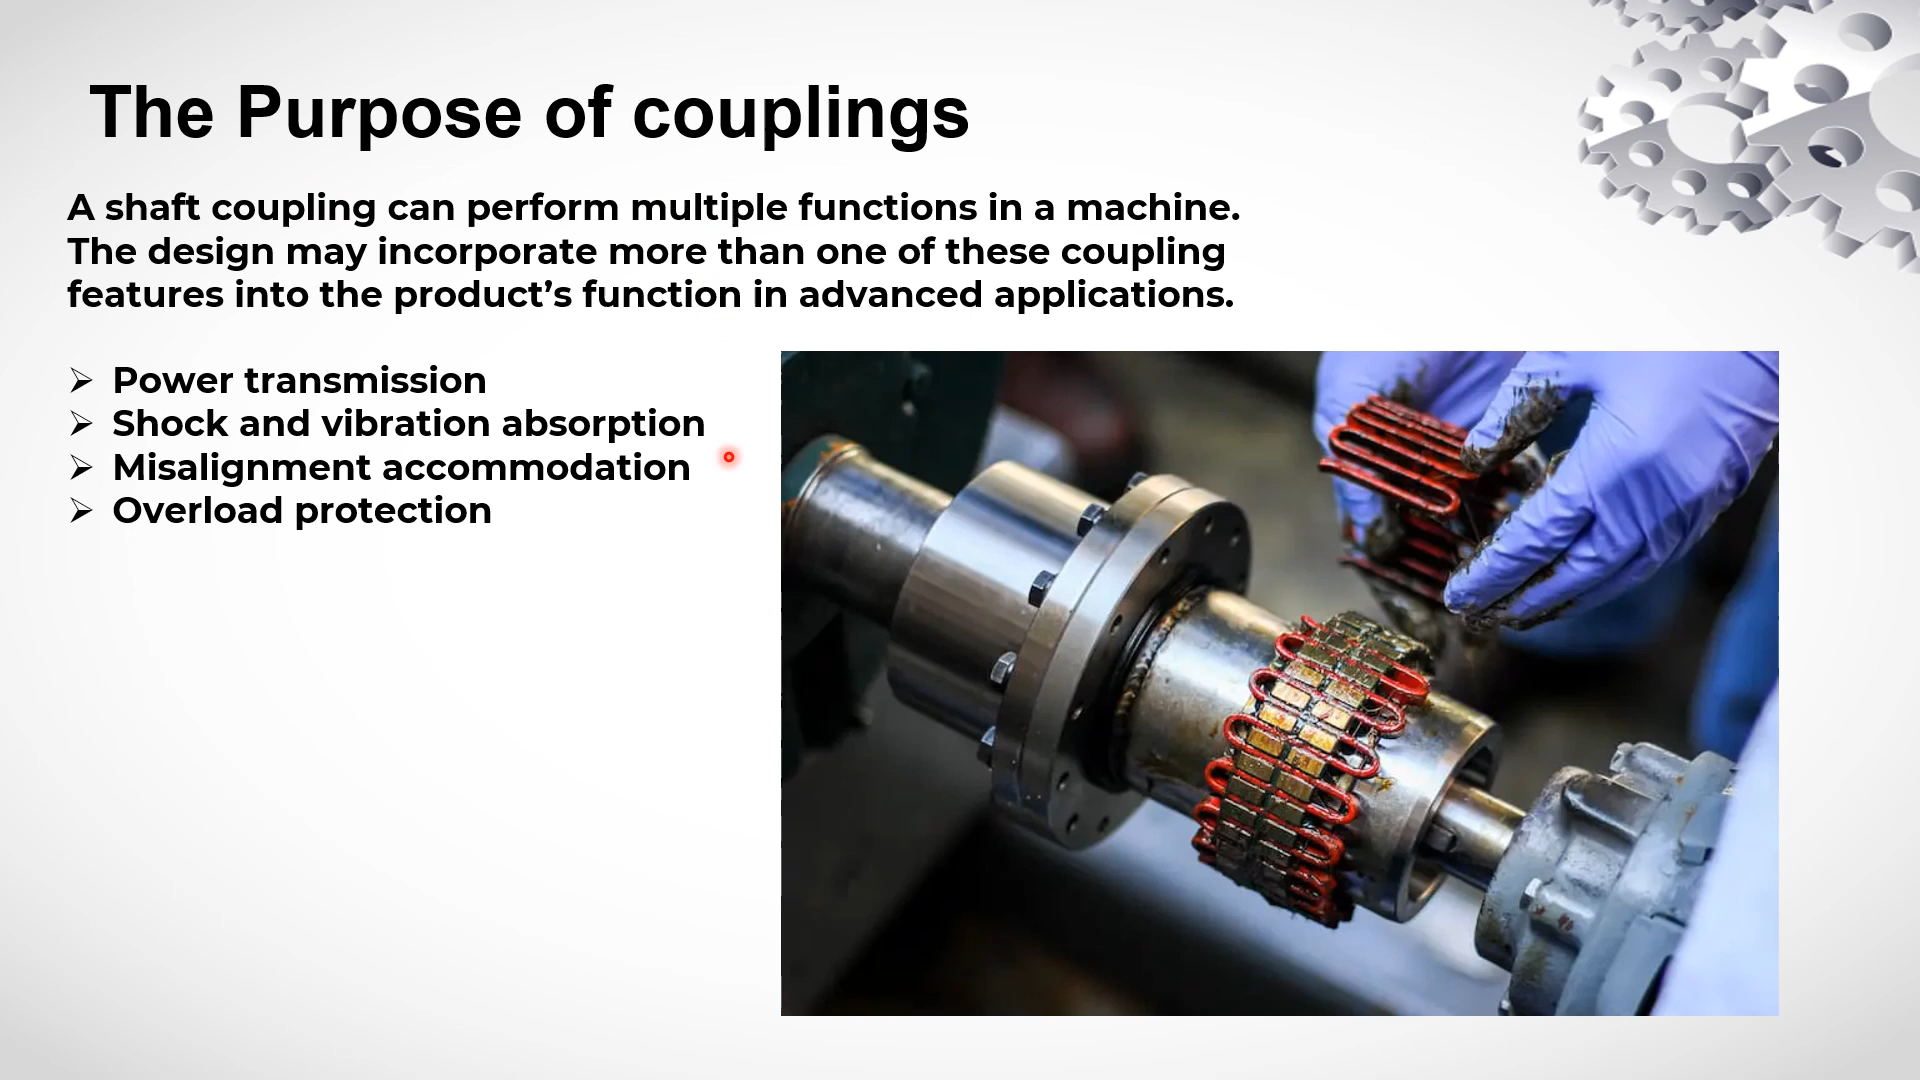 The Purpose of couplings
A shaft coupling can perform multiple functions in a machine.
The design may incorporate more than one of these coupling
features into the product’s function in advanced applications.
➢ Power transmission
➢ Shock and vibration absorption
➢ Misalignment accommodation
➢ Overload protection